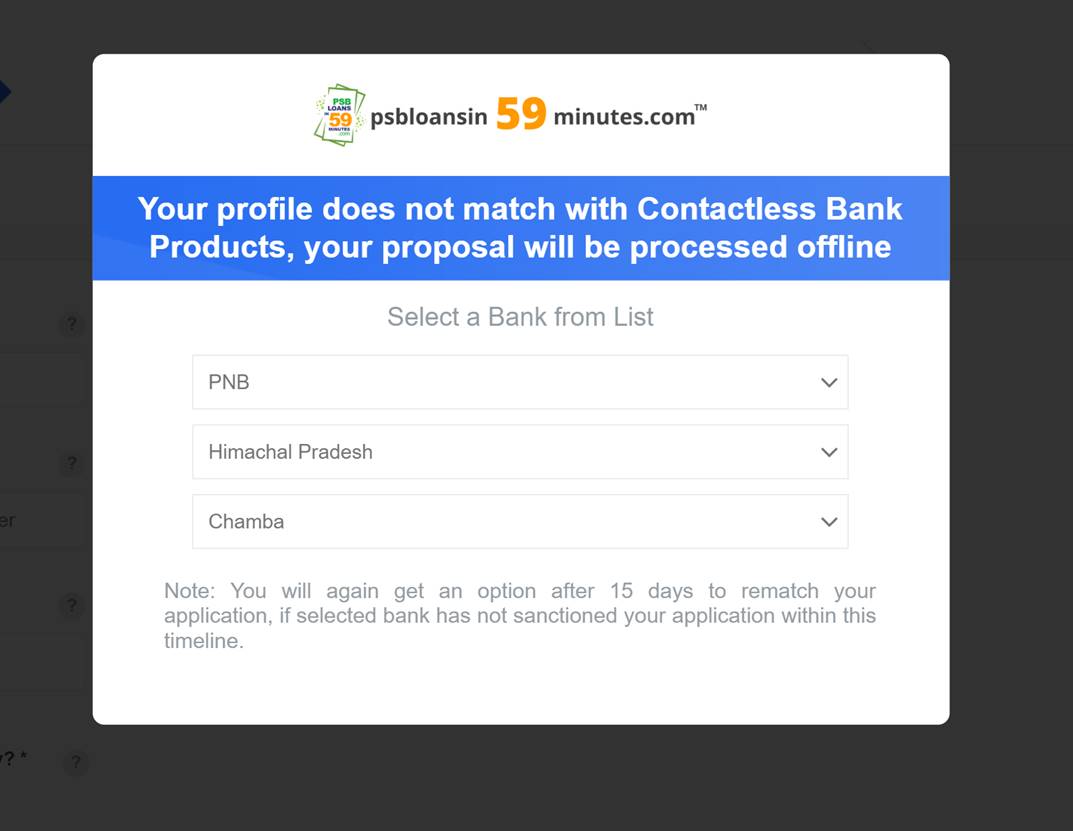 PSB
LOANS
IN
59
MINUTES
.com
psbloansin 59 minutes.com™
Your profile does not match with Contactless Bank
Products, your proposal will be processed offline
Select a Bank from List
PNB
Himachal Pradesh
Chamba
Note: You will again get an option after 15 days to rematch your
application, if selected bank has not sanctioned your application within this
timeline.
?
?
er
?
y? *
?